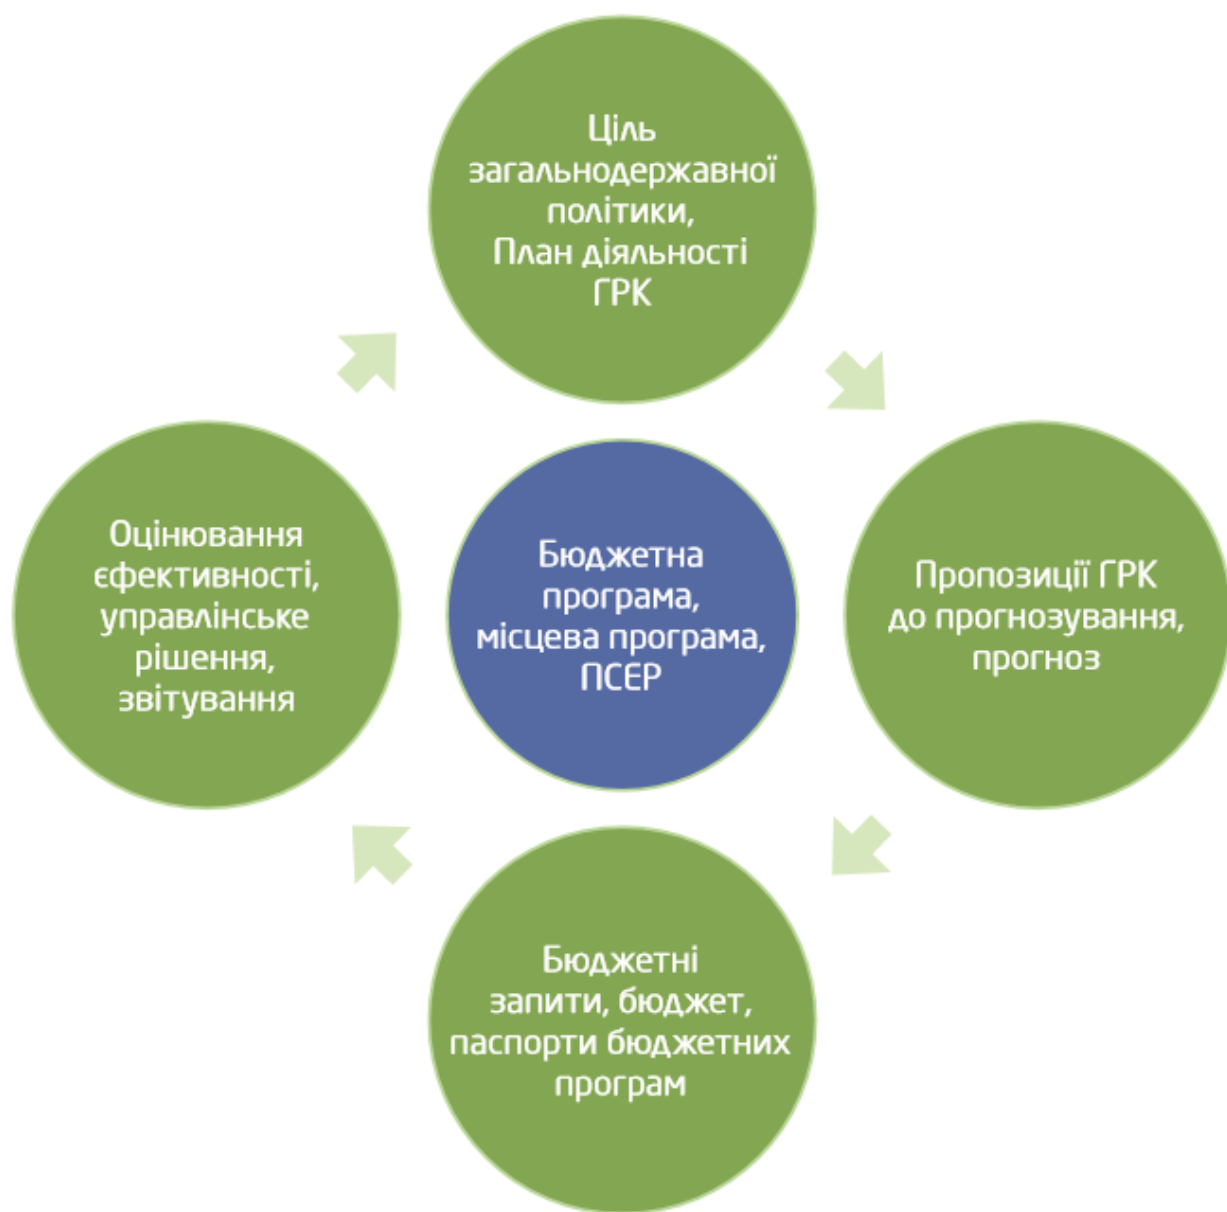 Ціль
загальнодержавної
політики,
План діяльності
ГРК
Оцінювання
єфективності,
управлінське
рішення,
звітування
Бюджетна
програма,
місцева програма,
ПСЕР
Пропозиції ГРК
до прогнозування,
прогноз
Бюджетні
запити, бюджет,
паспорти бюджетних
програм